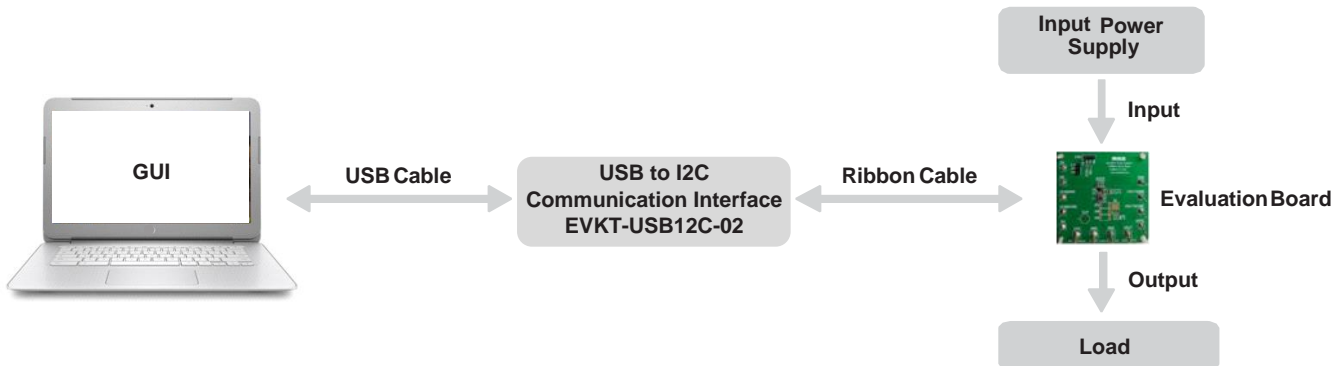 Input Power
Supply
Input
GUI
USB Cable
USB to I2C
Communication Interface
EVKT-USB12C-02
Ribbon Cable
Evaluation Board
Output
Load